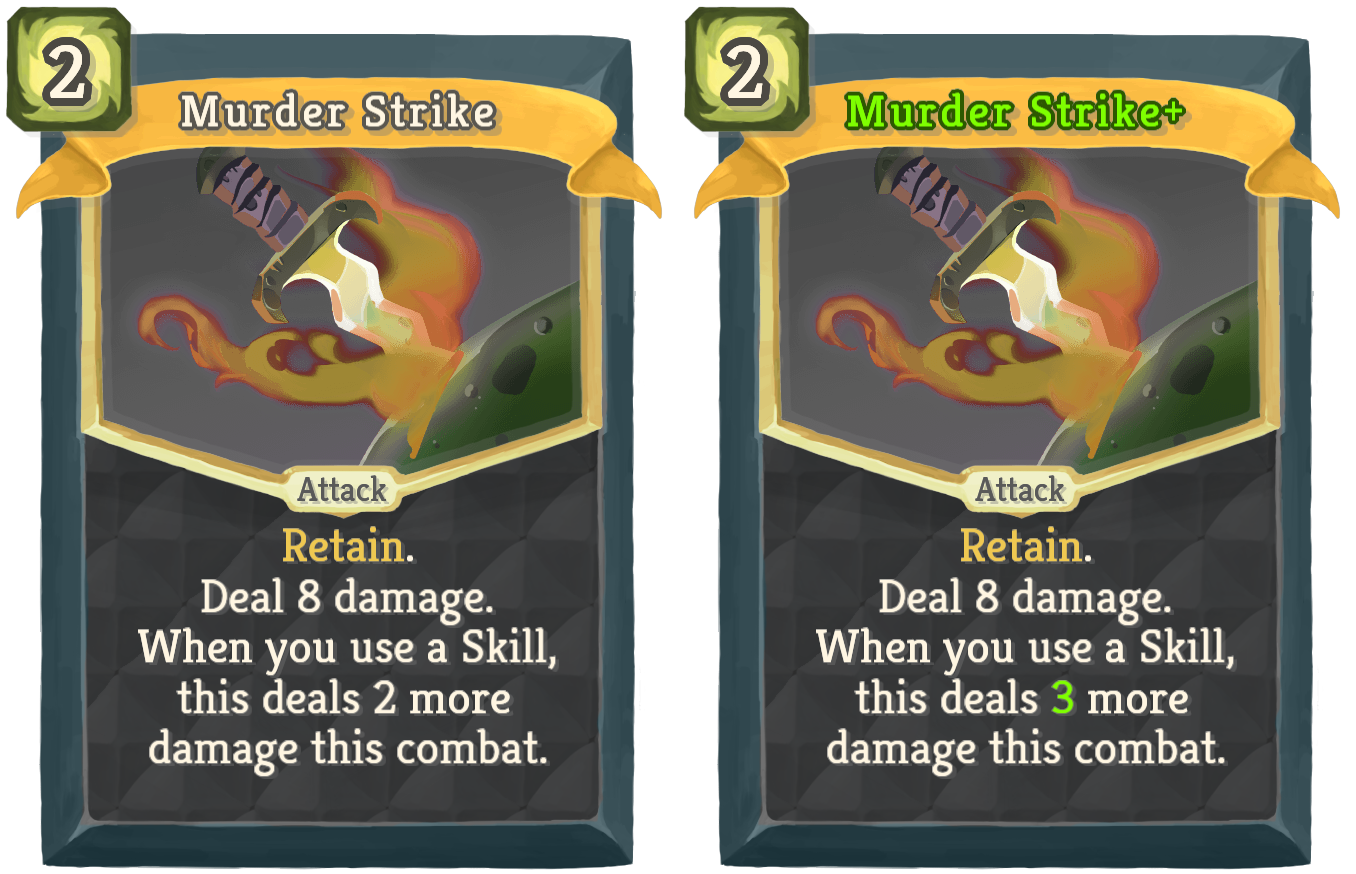 2
Murder Strike
Attack
Retain.
Deal 8 damage.
When you use a Skill,
this deals 2 more
damage this combat.
2
Murder Strike+
Attack
Retain.
Deal 8 damage.
When you use a Skill,
this deals 3 more
damage this combat.